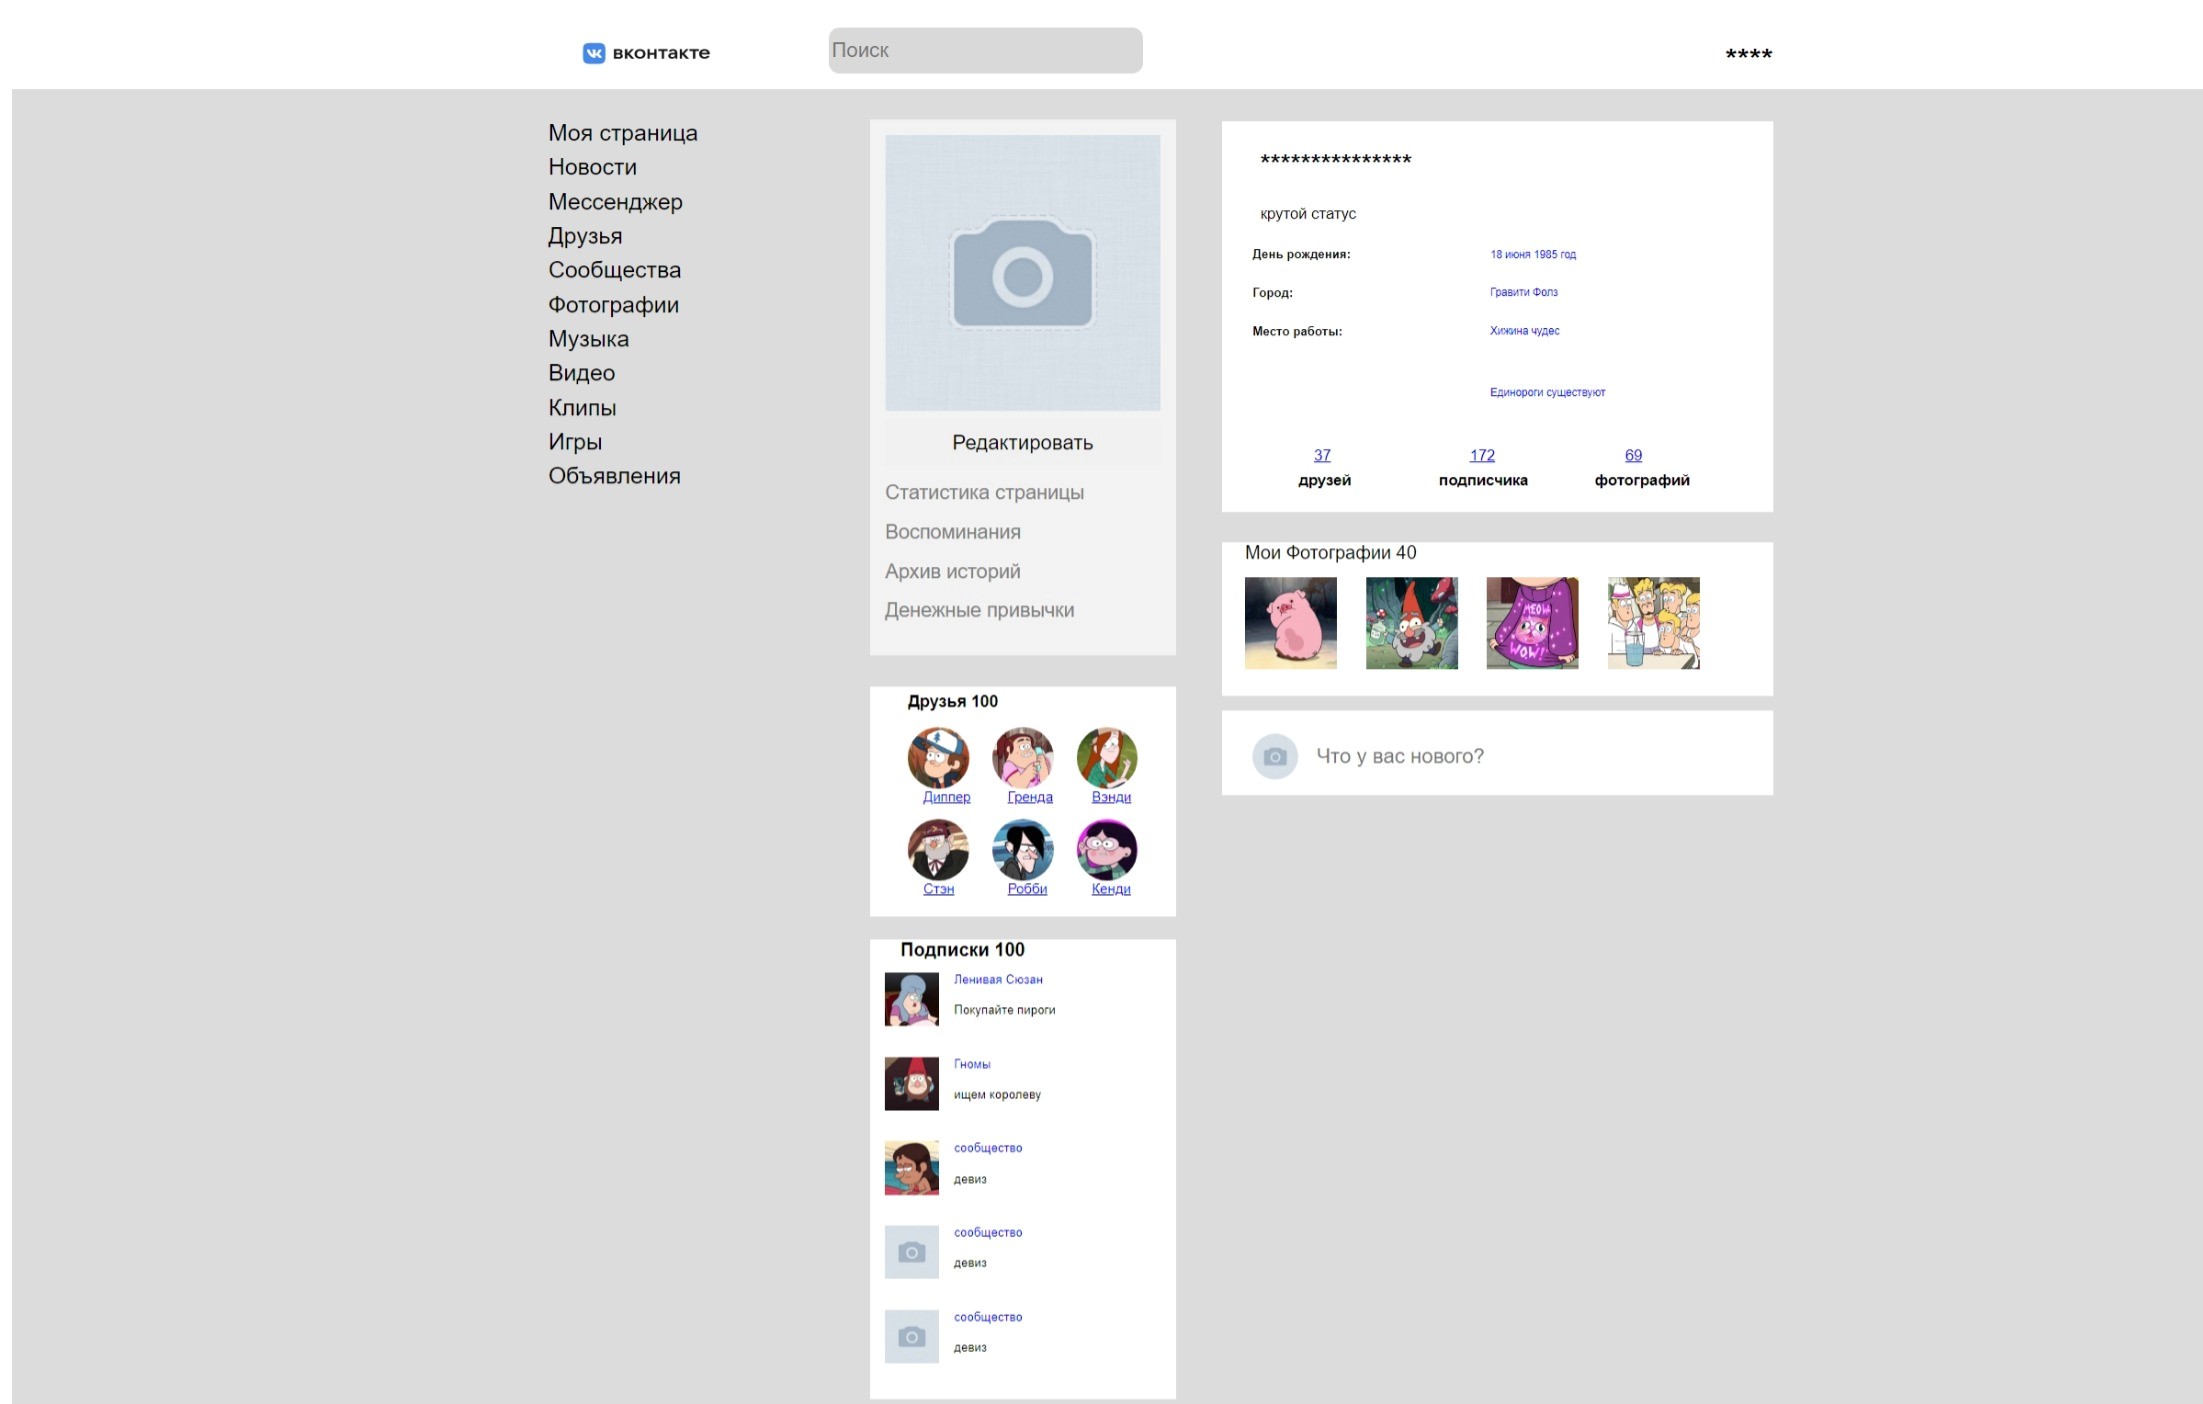 вконтакте
Поиск
****
Моя страница
Новости
Мессенджер
Друзья
Сообщества
Фотографии
Музыка
Видео
Клипы
Игры
Объявления
Редактировать
Статистика страницы
Воспоминания
Архив историй
Денежные привычки
Друзья 100
Диппер Гренда Вэнди
Стэн Робби Кенди
Подписки 100
Ленивая Сюзан
Покупайте пироги
Гномы
ищем королеву
сообщество
девиз
сообщество
девиз
сообщество
девиз
***************
крутой статус
День рождения: 18 июня 1985 год
Город: Гравити Фолз
Место работы: Хижина чудес
Единороги существуют
37 172 69
друзей подписчика фотографий
Мои Фотографии 40
MEOW
WOW!
Что у вас нового?